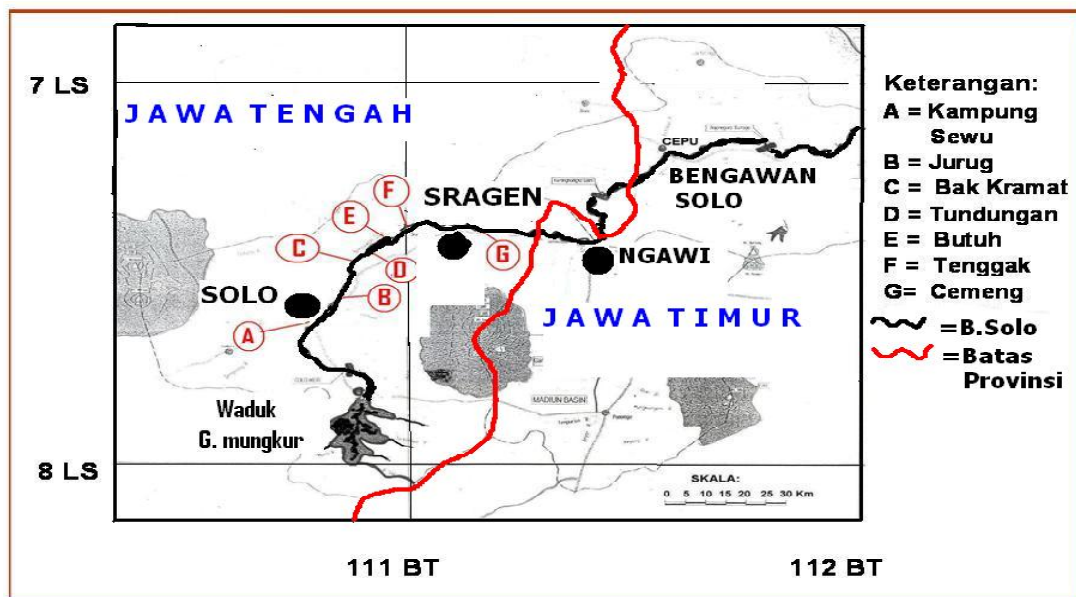 7 LS
8 LS
111 BT
112 BT
JAWA TENGAH
CEPU
BENGAWAN
SOLO
F
SRAGEN
E
C
D
G
NGAWI
SOLO
B
A
JAWA TIMUR
Waduk
G. mungkur
MADIUN BASIN
SKALA:
0 5 10 15 20 25 30 Km
Keterangan:
A = Kampung
Sewu
B = Jurug
C = Bak Kramat
D = Tundungan
E = Butuh
F = Tenggak
G= Cemeng
=B.Solo
=Batas
Provinsi